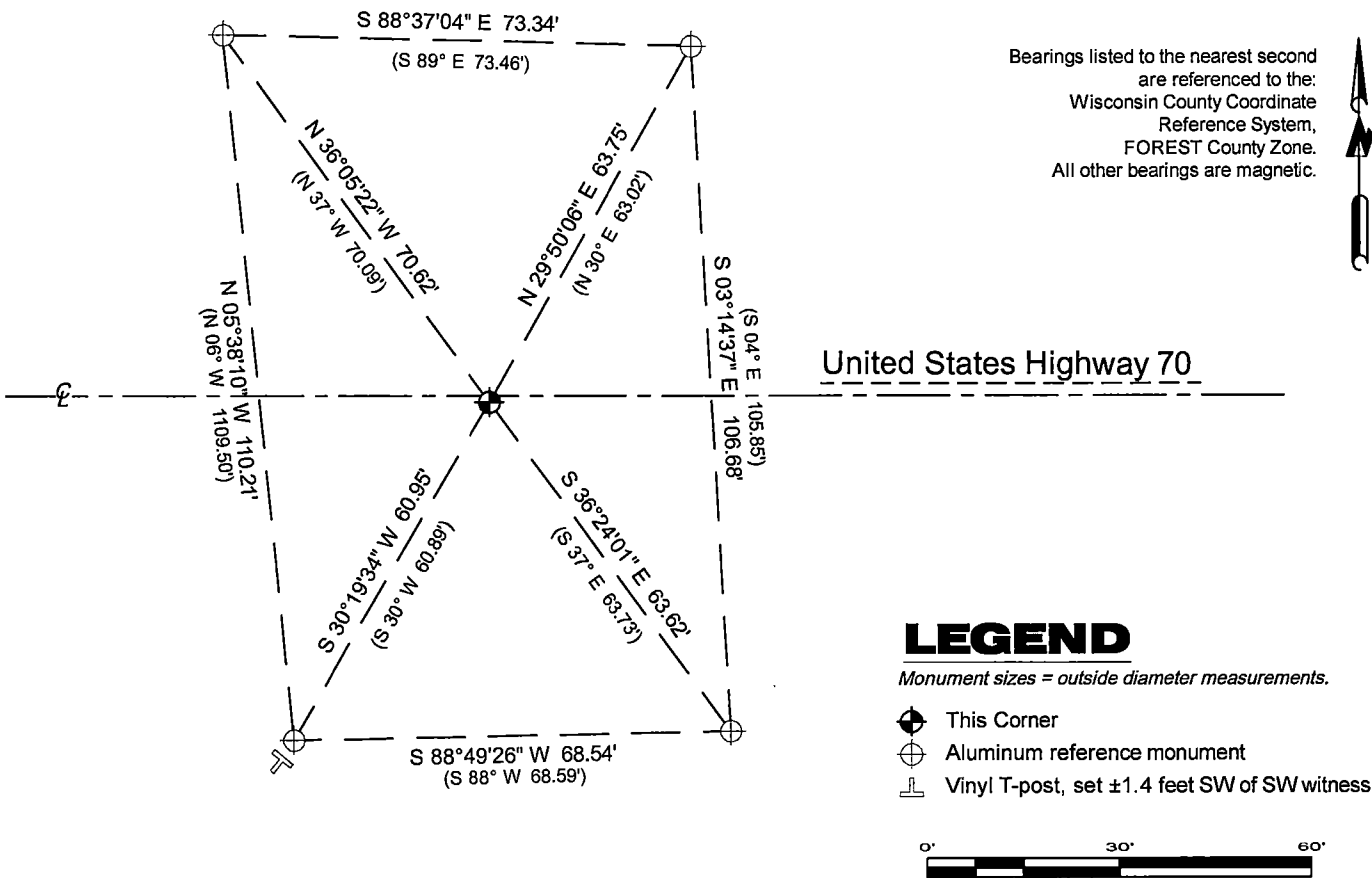 S 88°37'04" E 73.34'
(S 89° E 73.46')
Bearings listed to the nearest second
are referenced to the:
Wisconsin County Coordinate
Reference System,
FOREST County Zone.
All other bearings are magnetic.
N
N 36°05'22" W 70.62'
(N 37° W 70.09')
N 29°50'06" E 63.75'
(N 30° E 63.02')
N 05°38'10" W 110.21'
(N 06° W 1109.50')
(S 04° E 105.85')
S 03°14'37" E 106.68'
United States Highway 70
℄
S 30°19'34" W 60.95'
(S 30° W 60.89')
S 36°24'01" E 63.62'
(S 37° E 63.73')
S 88°49'26" W 68.54'
(S 88° W 68.59')
LEGEND
Monument sizes = outside diameter measurements.
This Corner
Aluminum reference monument
Vinyl T-post, set ±1.4 feet SW of SW witness
0' 30' 60'